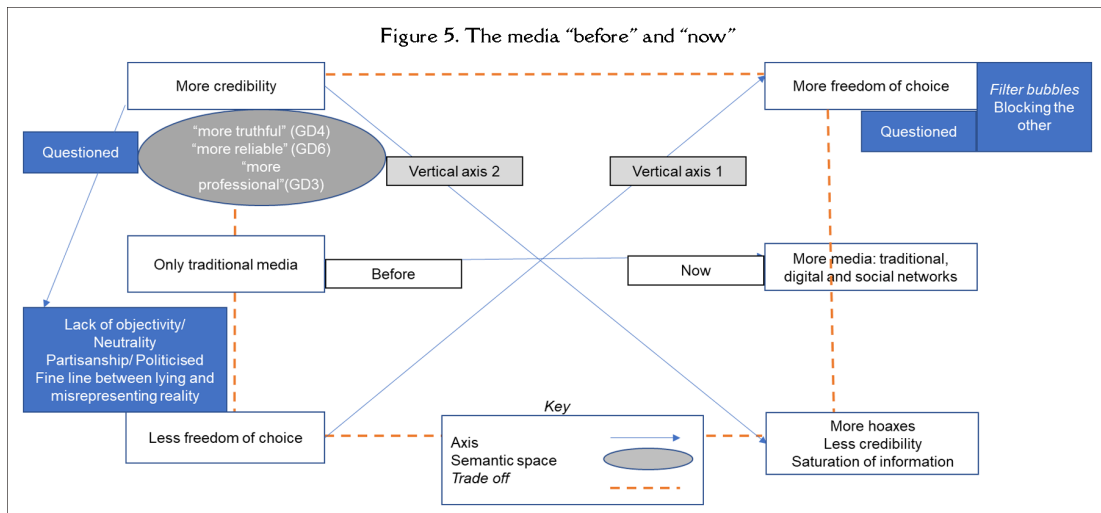 Figure 5. The media “before” and “now”
More credibility
More freedom of choice
Filter bubbles
Blocking the
other
Questioned
“more truthful” (GD4)
“more reliable” (GD6)
“more
professional”(GD3)
Questioned
Vertical axis 2
Vertical axis 1
Only traditional media
Before
Now
More media: traditional,
digital and social networks
Lack of objectivity/
Neutrality
Partisanship/ Politicised
Fine line between lying and
misrepresenting reality
Less freedom of choice
Key
Axis
Semantic space
Trade off
More hoaxes
Less credibility
Saturation of information